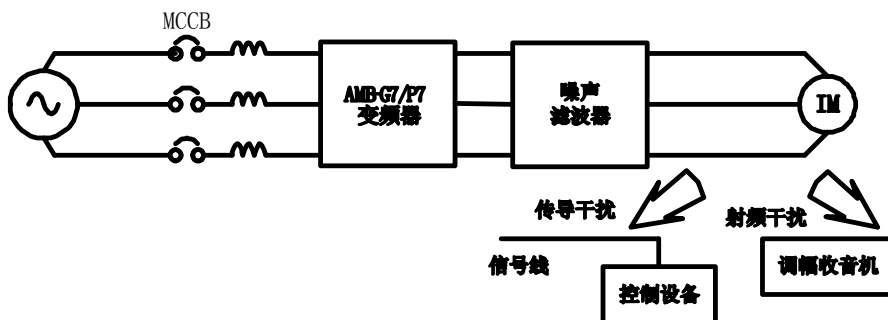 MCCB
AMB-G7/P7
变频器
噪声
滤波器
IM
传导干扰
射频干扰
信号线
控制设备
调幅收音机